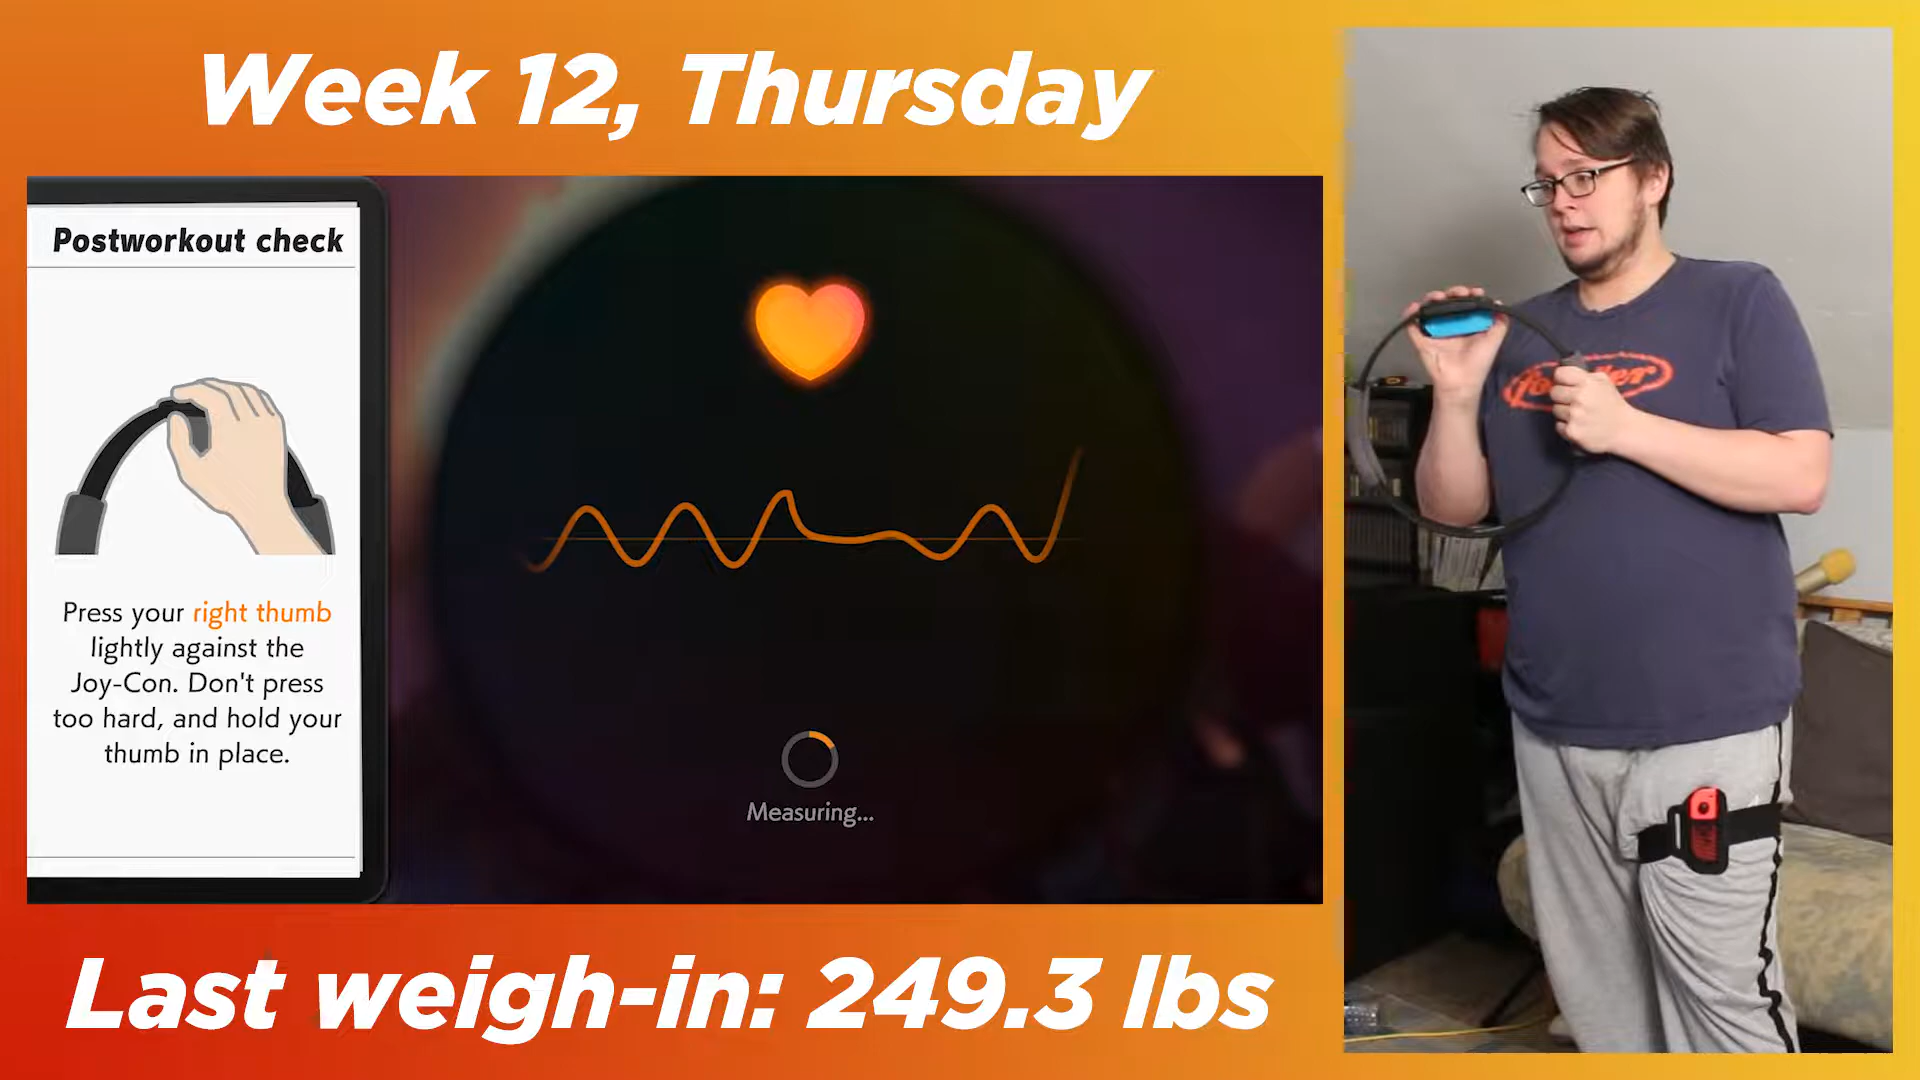 Week 12, Thursday
Postworkout check
Press your right thumb
lightly against the
Joy-Con. Don't press
too hard, and hold your
thumb in place.
Measuring...
Last weigh-in: 249.3 lbs